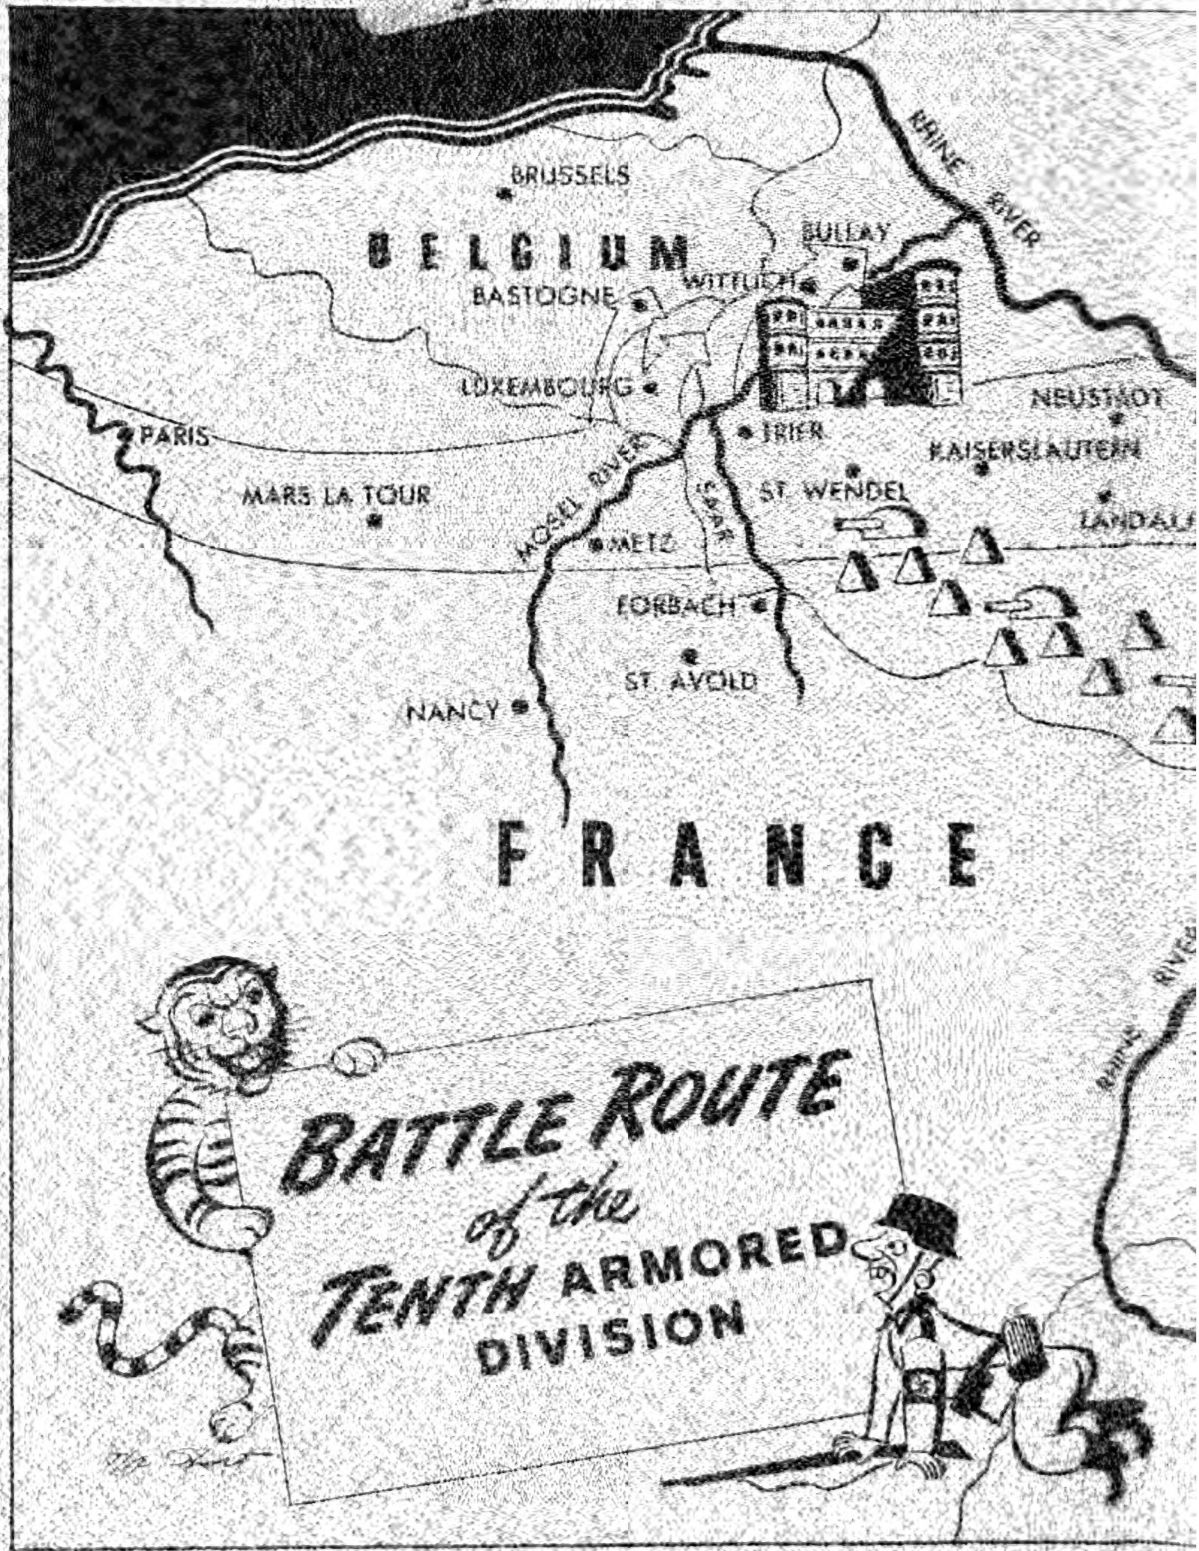 RHINE RIVER
BRUSSELS
BELGIUM
BULLAY
WITTLICH
BASTOGNE
LUXEMBOURG
NEUSTADT
PARIS
TRIER
KAISERSLAUTERN
MOSEL RIVER
MARS LA TOUR
SAAR
ST. WENDEL
LANDAU
METZ
FORBACH
ST. AVOLD
NANCY
FRANCE
RHINE RIVER
BATTLE ROUTE
of the
TENTH ARMORED
DIVISION